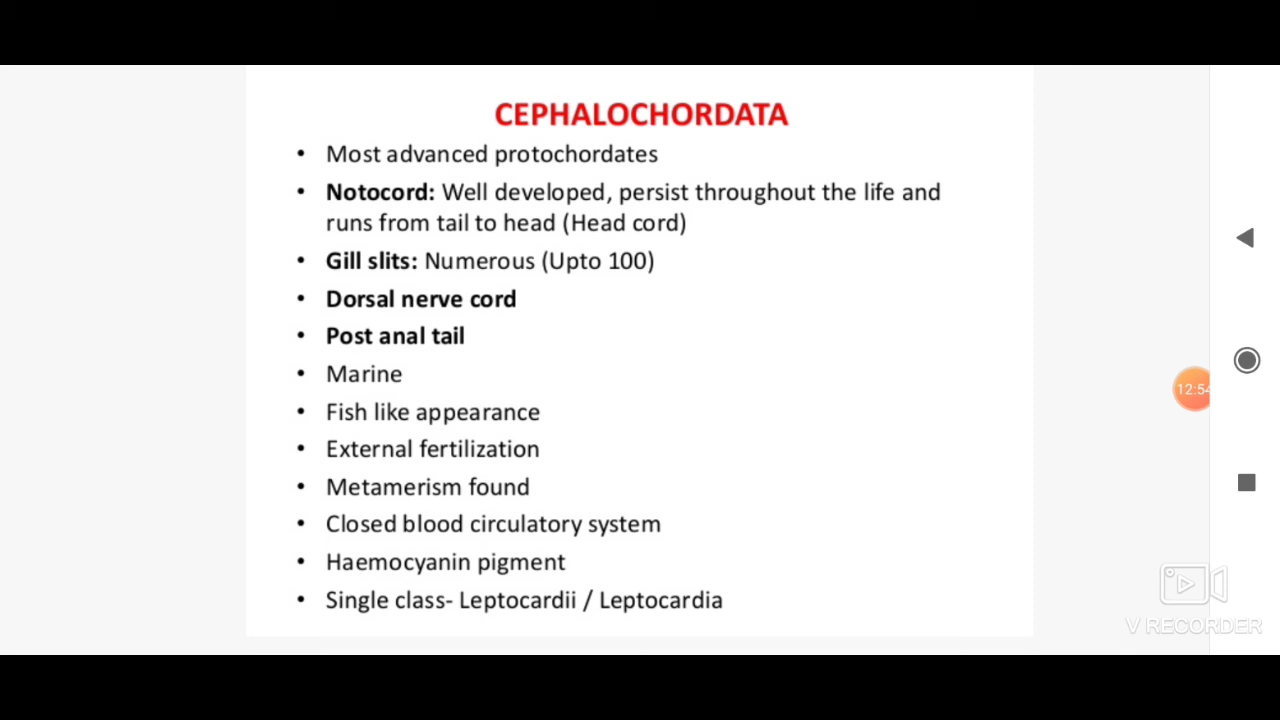 CEPHALOCHORDATA
• Most advanced protochordates
• Notocord: Well developed, persist throughout the life and
runs from tail to head (Head cord)
• Gill slits: Numerous (Upto 100)
• Dorsal nerve cord
• Post anal tail
• Marine
• Fish like appearance
• External fertilization
• Metamerism found
• Closed blood circulatory system
• Haemocyanin pigment
• Single class- Leptocardii / Leptocardia
12:54
V RECORDER